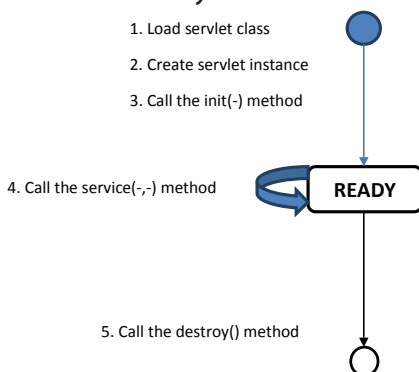 1. Load servlet class
2. Create servlet instance
3. Call the init(-) method
4. Call the service(-,-) method
READY
5. Call the destroy() method